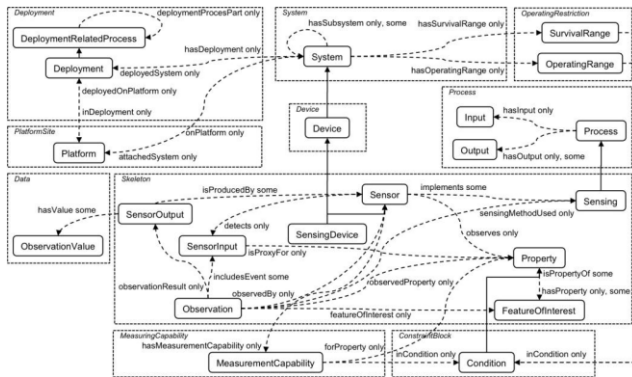 Deployment
deploymentProcesPart only
DeploymentRelatedProcess
Deployment
hasDeployment only
deployedSystem only
deployedOnPlatform only
inDeployment only
System
hasSubsystem only, some
System
hasSurvivalRange only
hasOperatingRange only
OperatingRestriction
SurvivalRange
OperatingRange
Process
Input
hasInput only
Process
Output
hasOutput only, some
Device
Device
PlatformSite
onPlatform only
Platform
attachedSystem only
Data
hasValue some
ObservationValue
Skeleton
isProducedBy some
Sensor
implements some
SensorOutput
Sensing
detects only
sensingMethodUsed only
SensingDevice
observes only
SensorInput
isProxyFor only
Property
includesEvent some
isPropertyOf some
observationResult only
observedBy only
observedProperty only
hasProperty only, some
Observation
featureOfInterest only
FeatureOfInterest
MeasuringCapability
hasMeasurementCapability only
forProperty only
MeasurementCapability
ConstraintBlock
inCondition only
Condition
inCondition only